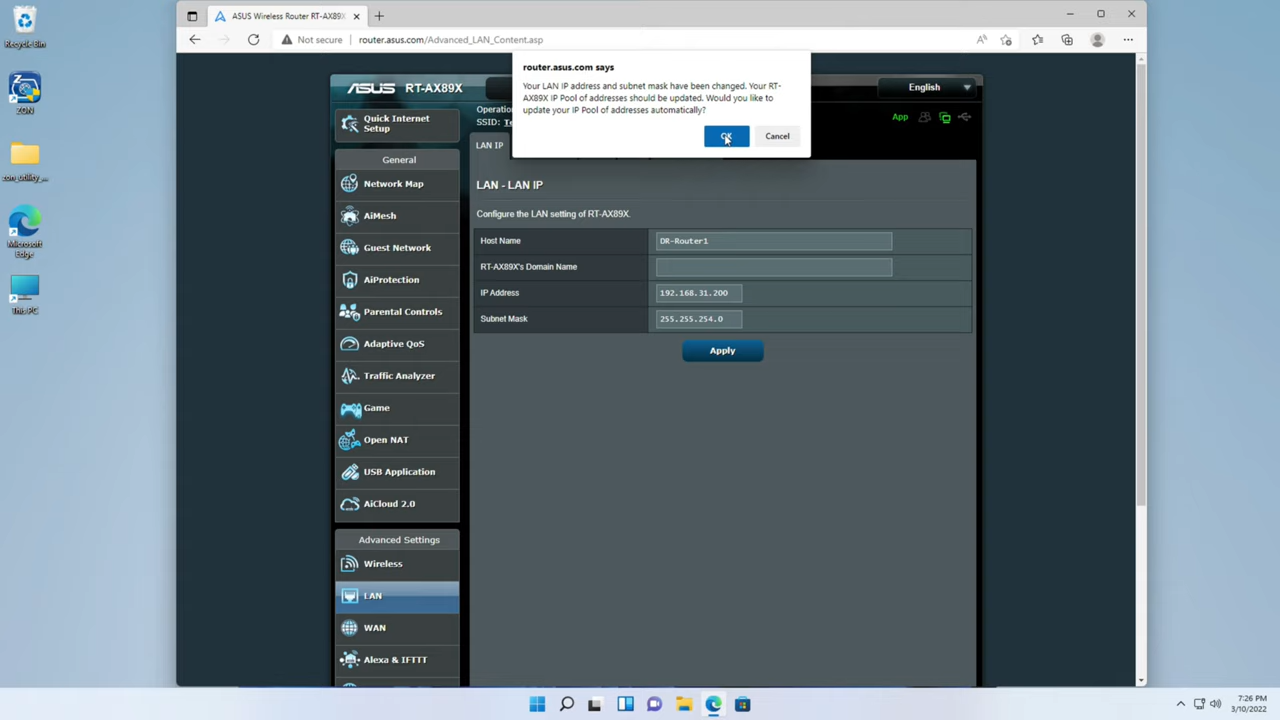 Recycle Bin
ZON
zon_utility_...
Microsoft
Edge
This PC
ASUS Wireless Router RT-AX89X
Not secure
router.asus.com/Advanced_LAN_Content.asp
router.asus.com says
Your LAN IP address and subnet mask have been changed. Your RT-
AX89X IP Pool of addresses should be updated. Would you like to
update your IP Pool of addresses automatically?
OK
Cancel
ASUS RT-AX89X
English
Operation
SSID:
App
Quick Internet
Setup
General
Network Map
AiMesh
Guest Network
AiProtection
Parental Controls
Adaptive QoS
Traffic Analyzer
Game
Open NAT
USB Application
AiCloud 2.0
Advanced Settings
Wireless
LAN
WAN
Alexa & IFTTT
LAN IP
LAN - LAN IP
Configure the LAN setting of RT-AX89X.
Host Name
DR-Router1
RT-AX89X's Domain Name
IP Address
192.168.31.200
Subnet Mask
255.255.254.0
Apply
7:26 PM
3/10/2022